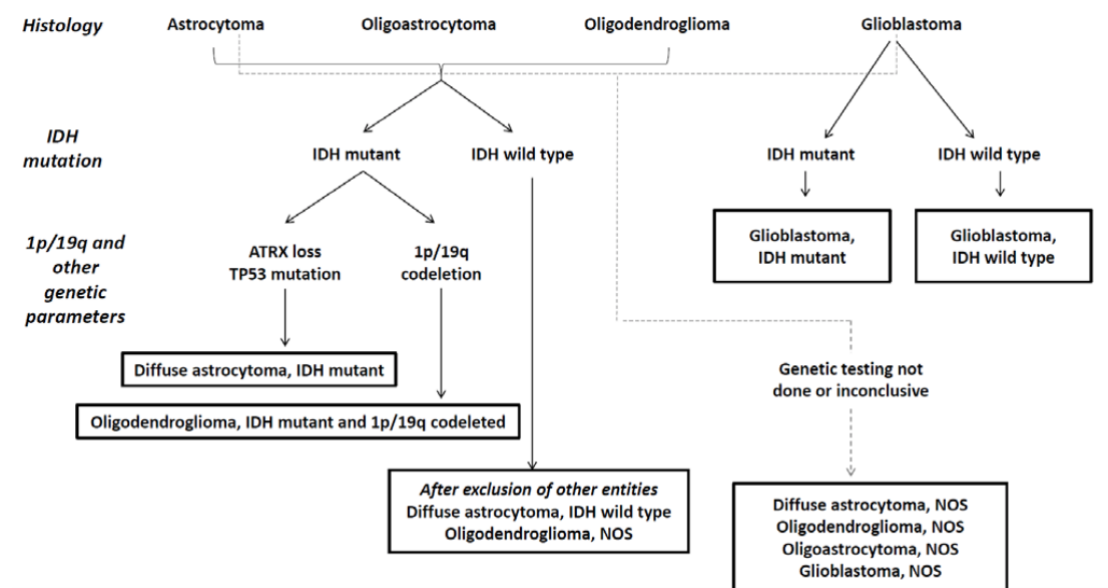 Histology
Astrocytoma
Oligoastrocytoma
Oligodendroglioma
Glioblastoma
IDH
mutation
IDH mutant
IDH wild type
IDH mutant
IDH wild type
1p/19q and
other
genetic
parameters
ATRX loss
TP53 mutation
1p/19q
codeletion
Glioblastoma,
IDH mutant
Glioblastoma,
IDH wild type
Diffuse astrocytoma, IDH mutant
Oligodendroglioma, IDH mutant and 1p/19q codeleted
Genetic testing not
done or inconclusive
After exclusion of other entities
Diffuse astrocytoma, IDH wild type
Oligodendroglioma, NOS
Diffuse astrocytoma, NOS
Oligodendroglioma, NOS
Oligoastrocytoma, NOS
Glioblastoma, NOS